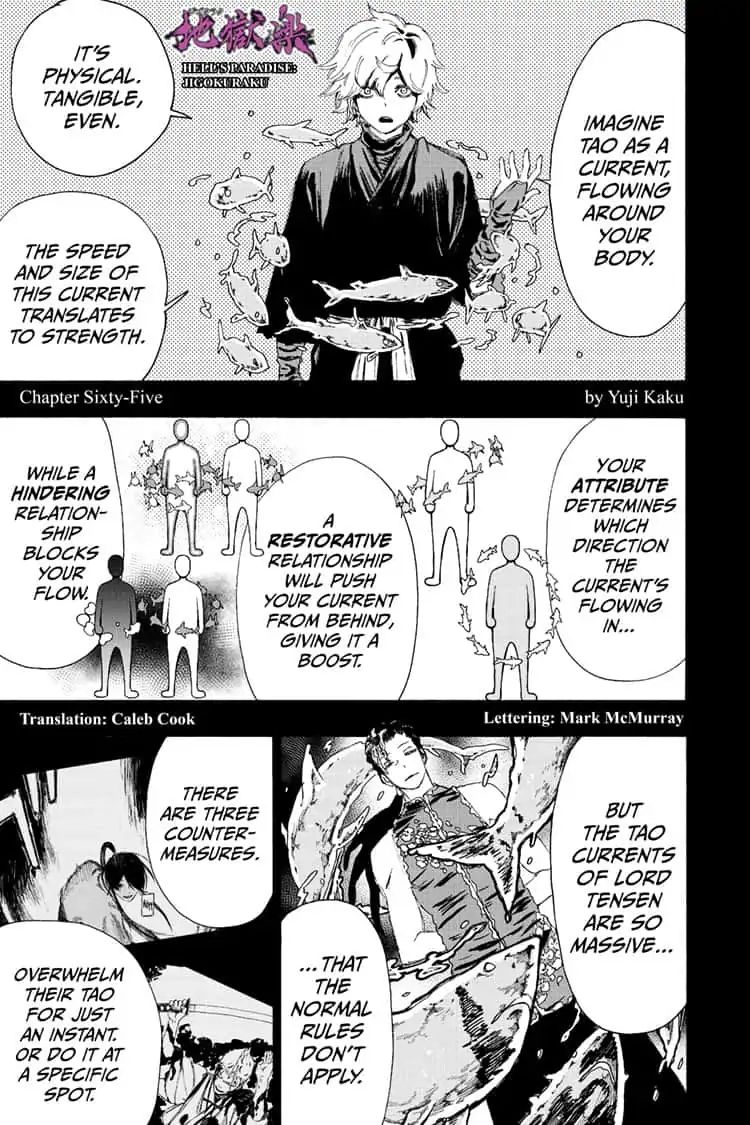 地獄楽
HELL'S PARADISE:
JIGOKURAKU
IMAGINE
TAO AS A
CURRENT,
FLOWING
AROUND
YOUR
BODY.
IT'S
PHYSICAL.
TANGIBLE,
EVEN.
THE SPEED
AND SIZE OF
THIS CURRENT
TRANSLATES
TO STRENGTH.
Chapter Sixty-Five
by Yuji Kaku
YOUR
ATTRIBUTE
DETERMINES
WHICH
DIRECTION
THE
CURRENT'S
FLOWING
IN...
A
RESTORATIVE
RELATIONSHIP
WILL PUSH
YOUR CURRENT
FROM BEHIND,
GIVING IT A
BOOST.
WHILE A
HINDERING
RELATION-
SHIP
BLOCKS
YOUR
FLOW.
Translation: Caleb Cook
Lettering: Mark McMurray
BUT
THE TAO
CURRENTS
OF LORD
TENSEN
ARE SO
MASSIVE...
...THAT
THE
NORMAL
RULES
DON'T
APPLY.
THERE
ARE THREE
COUNTER-
MEASURES.
OVERWHELM
THEIR TAO
FOR JUST
AN INSTANT.
OR DO IT AT
A SPECIFIC
SPOT.